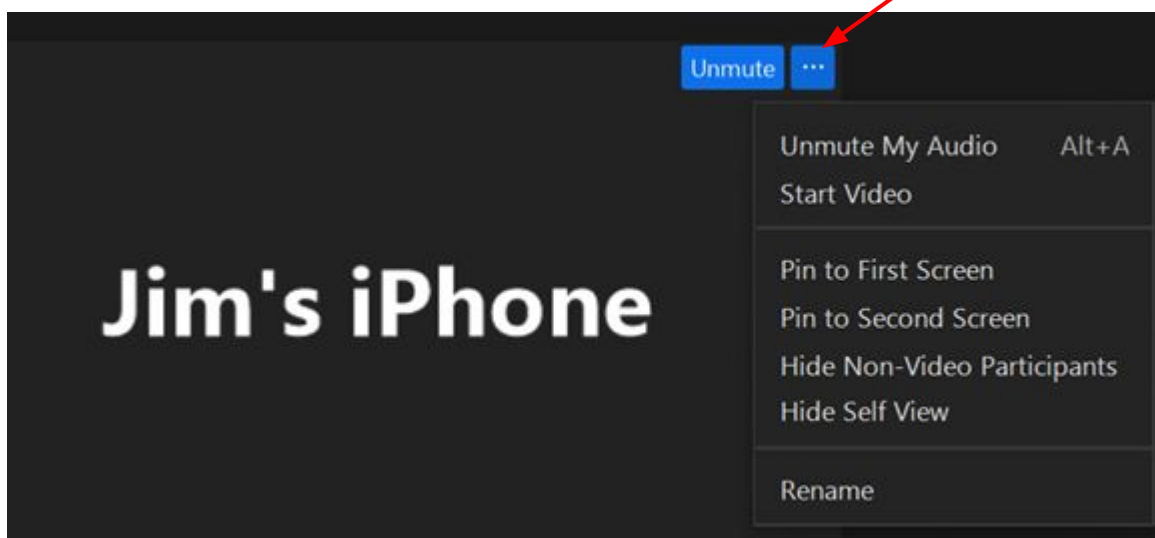 Unmute ...
Unmute My Audio Alt+A
Start Video
Jim's iPhone
Pin to First Screen
Pin to Second Screen
Hide Non-Video Participants
Hide Self View
Rename